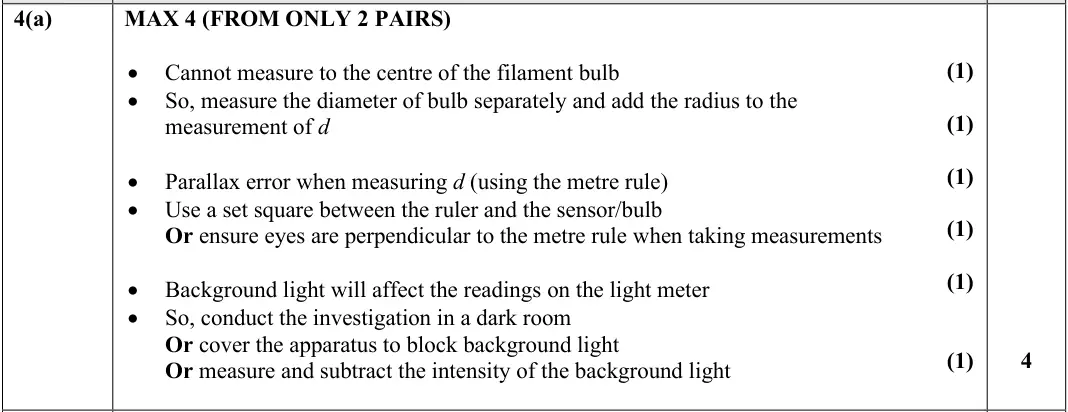 4(a)
MAX 4 (FROM ONLY 2 PAIRS)
• Cannot measure to the centre of the filament bulb (1)
• So, measure the diameter of bulb separately and add the radius to the
measurement of d (1)
• Parallax error when measuring d (using the metre rule) (1)
• Use a set square between the ruler and the sensor/bulb
Or ensure eyes are perpendicular to the metre rule when taking measurements (1)
• Background light will affect the readings on the light meter (1)
• So, conduct the investigation in a dark room
Or cover the apparatus to block background light
Or measure and subtract the intensity of the background light (1) 4